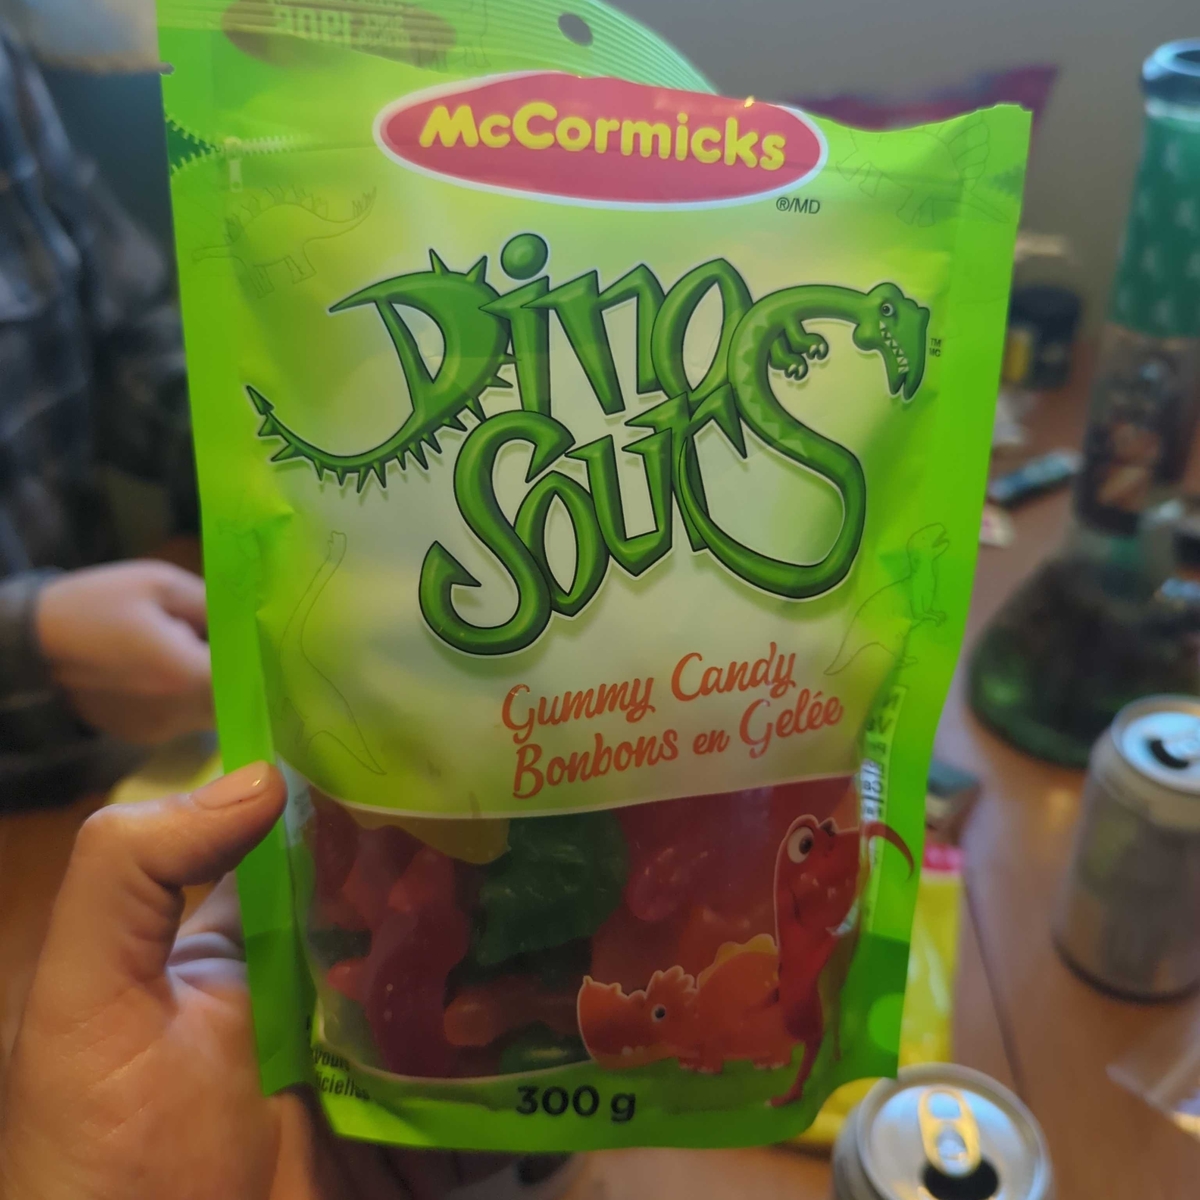 McCormicks
®/MD
Dino
Sours
TM
MC
Gummy Candy
Bonbons en Gelée
300 g